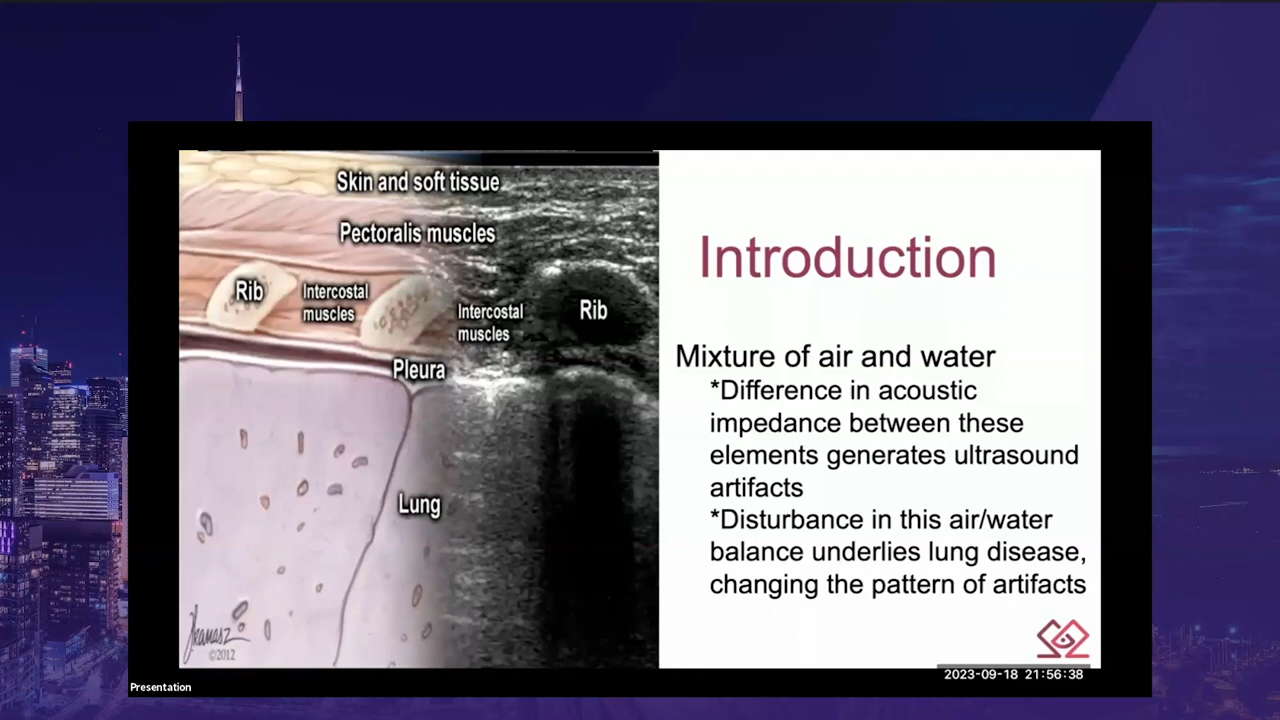 Skin and soft tissue
Pectoralis muscles
Rib
Intercostal
muscles
Intercostal
muscles
Rib
Pleura
Lung
©2012
Introduction
Mixture of air and water
*Difference in acoustic
impedance between these
elements generates ultrasound
artifacts
*Disturbance in this air/water
balance underlies lung disease,
changing the pattern of artifacts
2023-09-18 21:56:38
Presentation